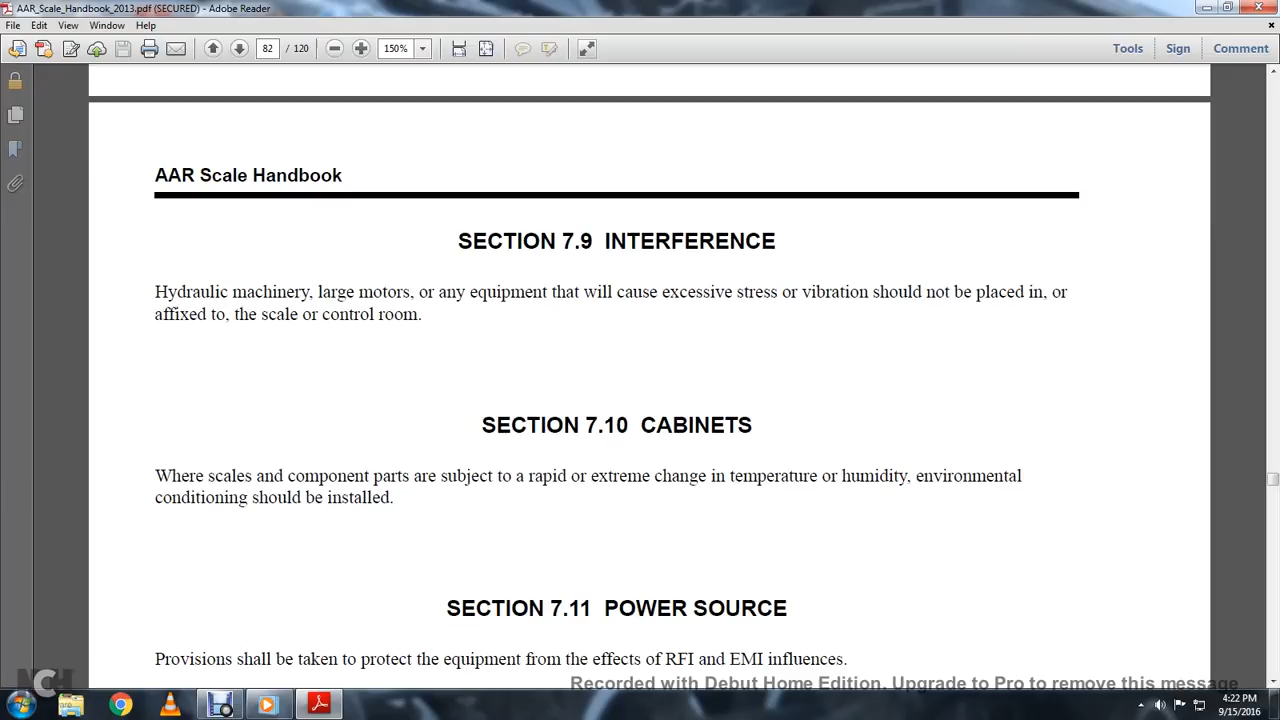 AAR_Scale_Handbook_2013.pdf (SECURED) - Adobe Reader
File Edit View Window Help
82 / 120 150% Tools Sign Comment
AAR Scale Handbook
SECTION 7.9 INTERFERENCE
Hydraulic machinery, large motors, or any equipment that will cause excessive stress or vibration should not be placed in, or
affixed to, the scale or control room.
SECTION 7.10 CABINETS
Where scales and component parts are subject to a rapid or extreme change in temperature or humidity, environmental
conditioning should be installed.
SECTION 7.11 POWER SOURCE
Provisions shall be taken to protect the equipment from the effects of RFI and EMI influences.
NCH
Recorded with Debut Home Edition. Upgrade to Pro to remove this message
4:22 PM
9/15/2016